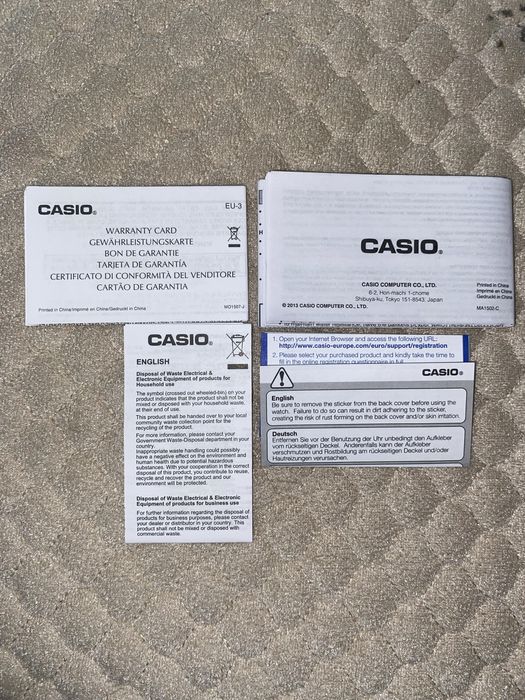 CASIO®
EU-3
WARRANTY CARD
GEWÄHRLEISTUNGSKARTE
BON DE GARANTIE
TARJETA DE GARANTÍA
CERTIFICATO DI CONFORMITÀ DEL VENDITORE
CARTÃO DE GARANTIA
Printed in China/Imprimé en China/Gedruckt in China
MO1507-J
CASIO®
CASIO COMPUTER CO., LTD.
6-2, Hon-machi 1-chome
Shibuya-ku, Tokyo 151-8543, Japan
© 2013 CASIO COMPUTER CO., LTD.
Printed in China
Imprimé en China
Gedruckt in China
MA1502-C
CASIO®
ENGLISH
Disposal of Waste Electrical &
Electronic Equipment of products for
Household use
The symbol (crossed out wheeled-bin) on your
product indicates that the product shall not be
mixed or disposed with your household waste,
at their end of use.
This product shall be handed over to your local
community waste collection point for the
recycling of the product.
For more information, please contact your
Government Waste-Disposal department in your
country.
Inappropriate waste handling could possibly
have a negative effect on the environment and
human health due to potential hazardous
substances. With your cooperation in the correct
disposal of this product, you contribute to reuse,
recycle and recover the product and our
environment will be protected.
Disposal of Waste Electrical & Electronic
Equipment of products for business use
For further information regarding the disposal of
products for business purposes, please contact
your dealer or distributor in your country. This
product shall not be mixed or disposed with
commercial waste.
1. Open your Internet Browser and access the following URL:
http://www.casio-europe.com/euro/support/registration
2. Please select your purchased product and kindly take the time to
fill in the online registration questionnaire in full.
CASIO®
English
Be sure to remove the sticker from the back cover before using the
watch. Failure to do so can result in dirt adhering to the sticker,
creating the risk of rust forming on the back cover and/or skin irritation.
Deutsch
Entfernen Sie vor der Benutzung der Uhr unbedingt den Aufkleber
vom rückseitigen Deckel. Anderenfalls kann der Aufkleber
verschmutzen und Rostbildung am rückseitigen Deckel und/oder
Hautreizungen verursachen.